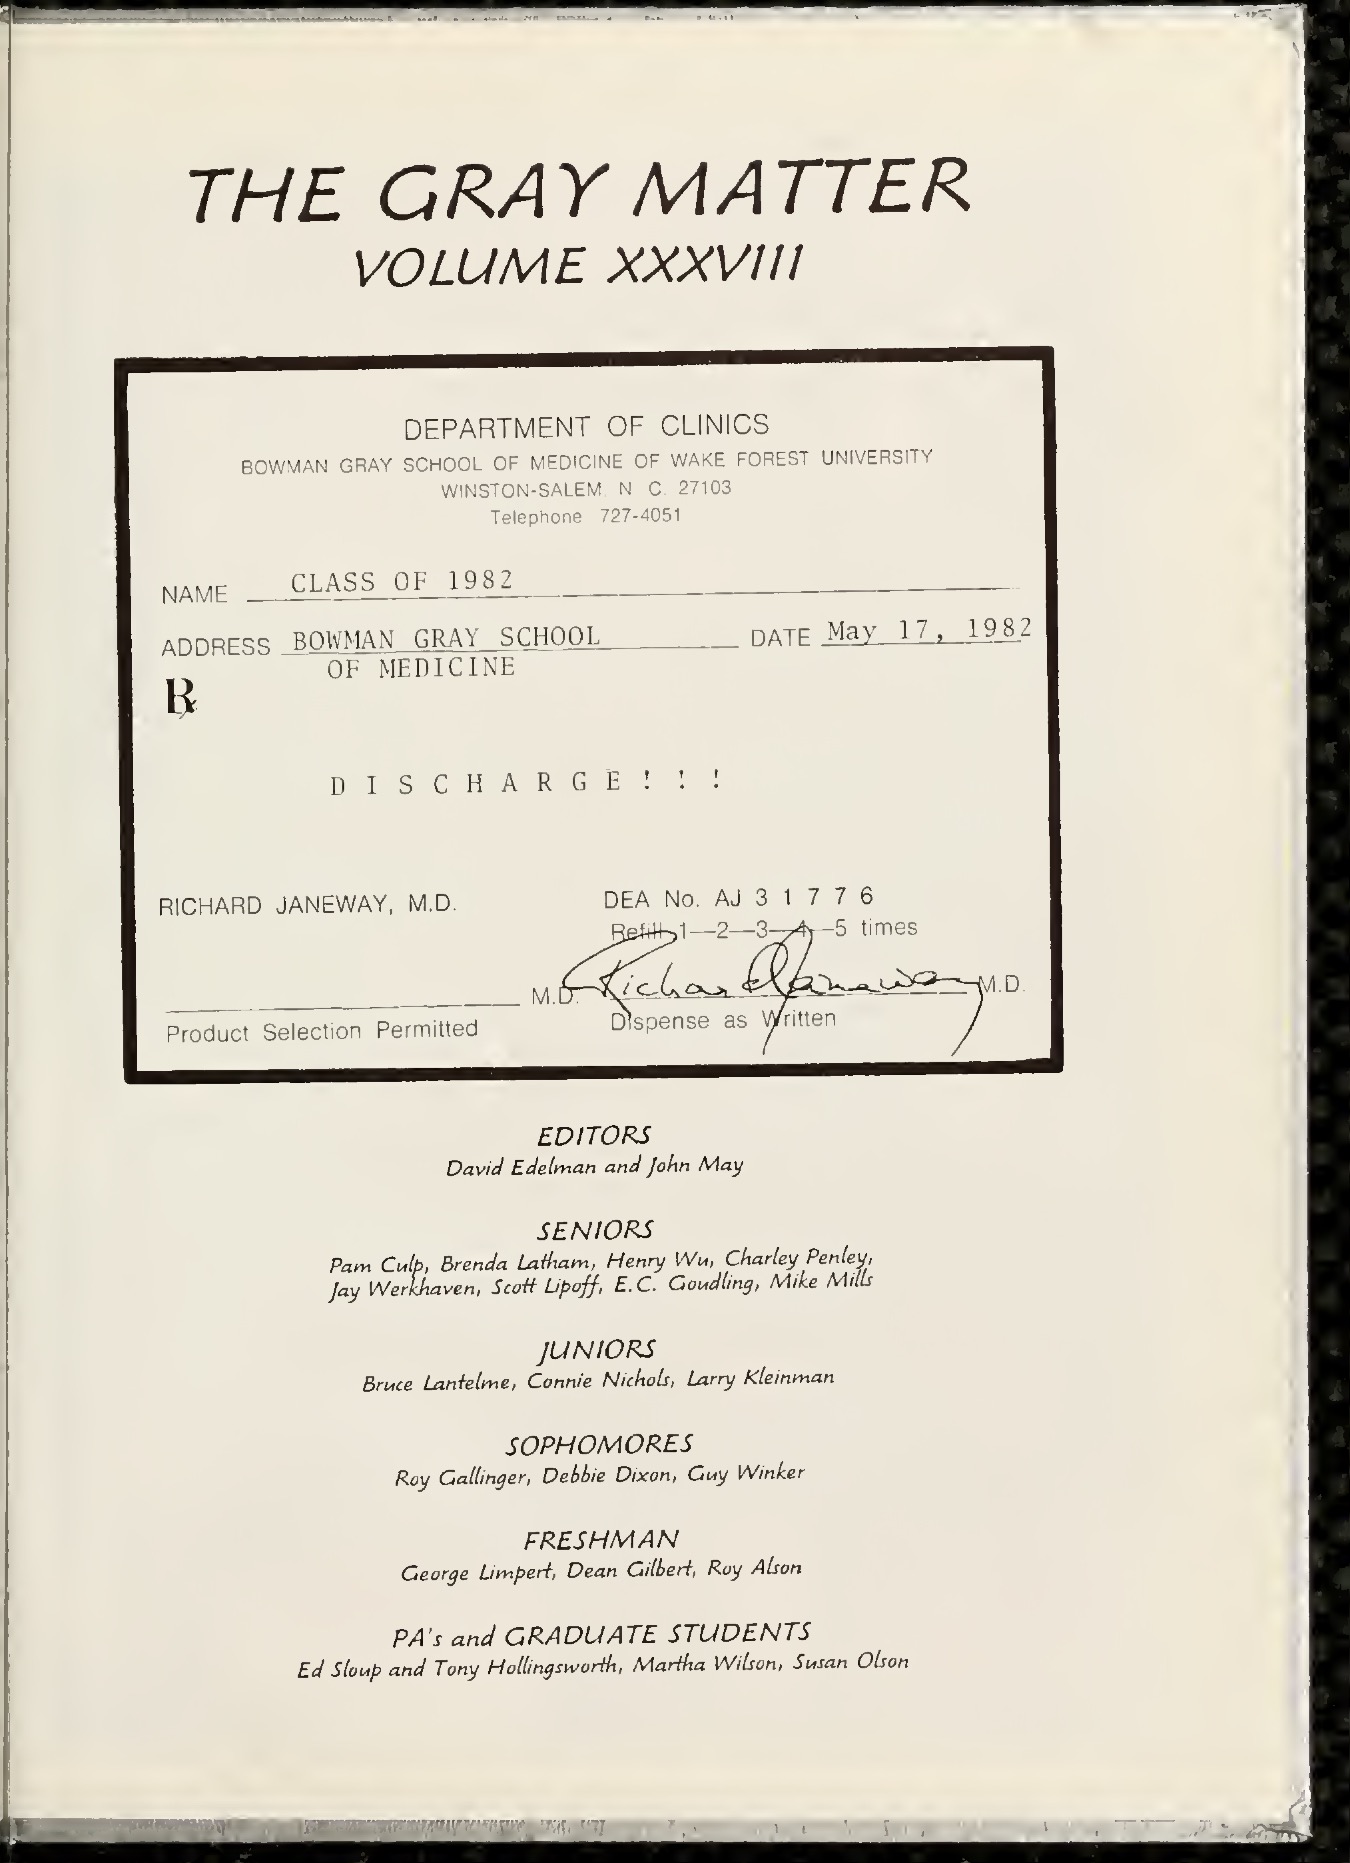 THE GRAY MATTER
VOLUME XXXVIII
DEPARTMENT OF CLINICS
BOWMAN GRAY SCHOOL OF MEDICINE OF WAKE FOREST UNIVERSITY
WINSTON-SALEM, N. C. 27103
Telephone 727-4051
NAME CLASS OF 1982
ADDRESS BOWMAN GRAY SCHOOL DATE May 17, 1982
OF MEDICINE
℞
D I S C H A R G E ! ! !
RICHARD JANEWAY, M.D. DEA No. AJ 3 1 7 7 6
Refill 1—2—3—4—5 times
M.D. Richard Janeway M.D.
Product Selection Permitted Dispense as Written
EDITORS
David Edelman and John May
SENIORS
Pam Culp, Brenda Latham, Henry Wu, Charley Penley,
Jay Werkhaven, Scott Lipoff, E.C. Goudling, Mike Mills
JUNIORS
Bruce Lantelme, Connie Nichols, Larry Kleinman
SOPHOMORES
Roy Gallinger, Debbie Dixon, Guy Winker
FRESHMAN
George Limpert, Dean Gilbert, Roy Alson
PA's and GRADUATE STUDENTS
Ed Sloup and Tony Hollingsworth, Martha Wilson, Susan Olson